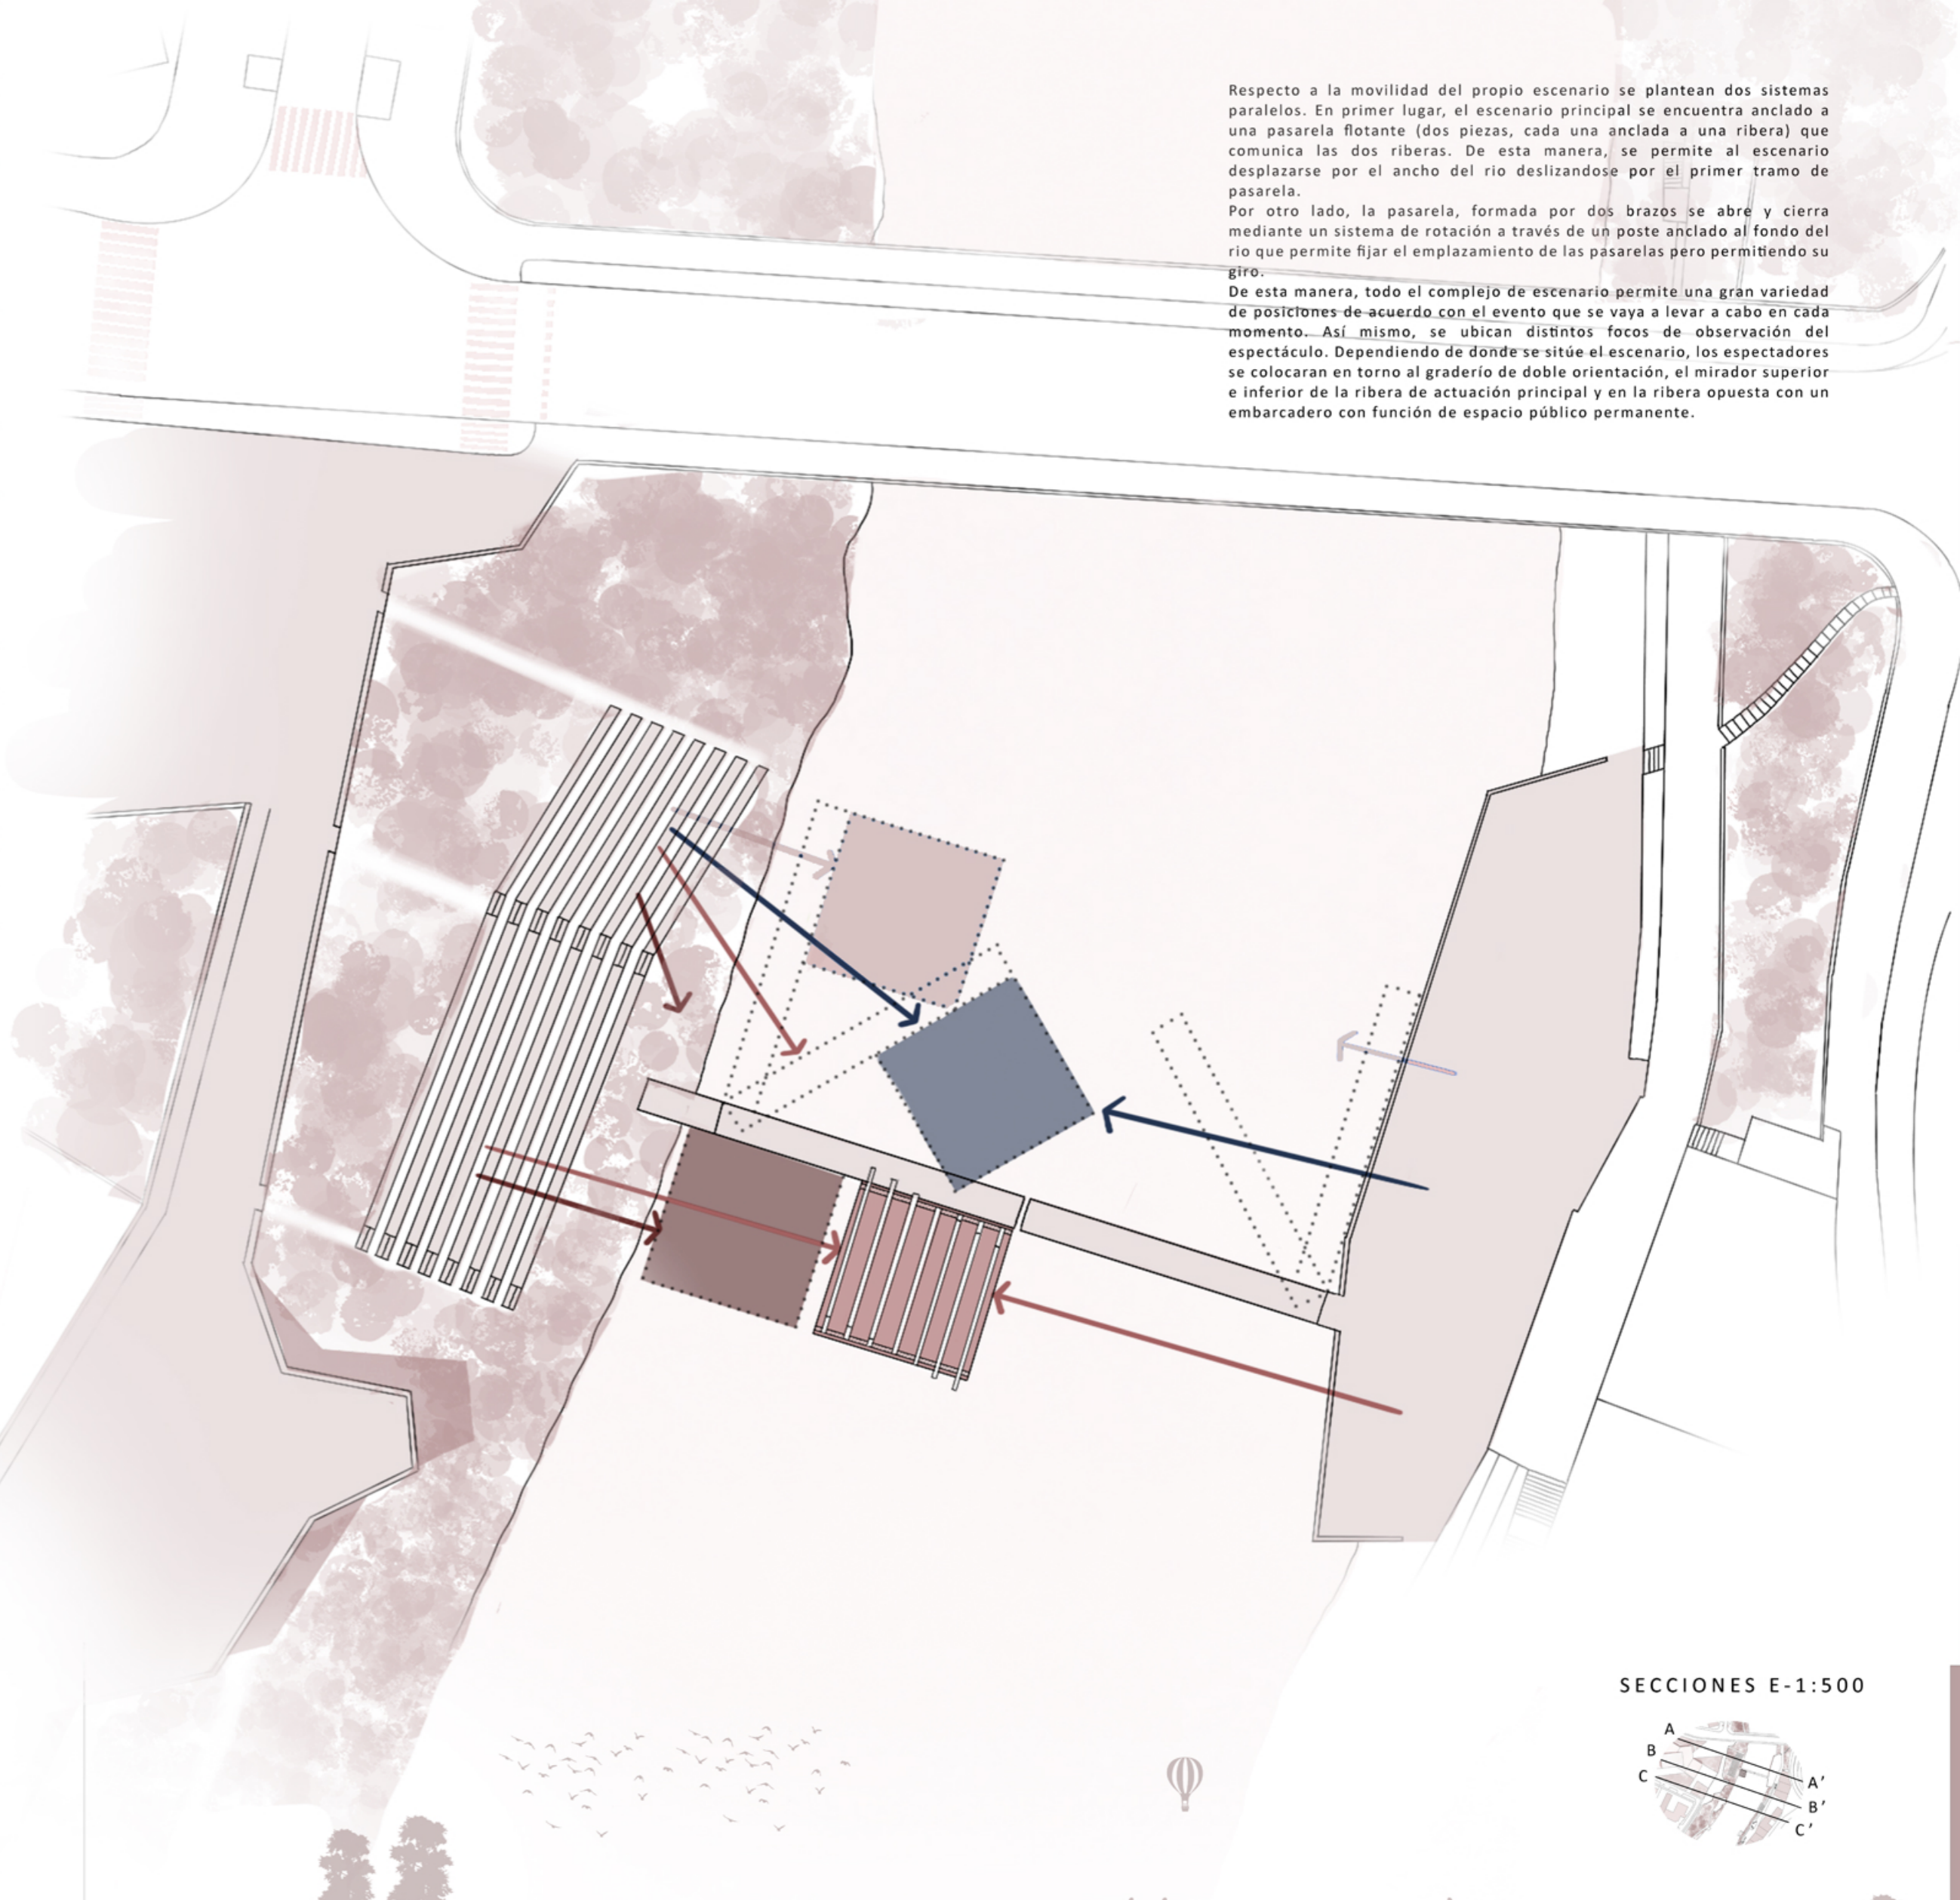 Respecto a la movilidad del propio escenario se plantean dos sistemas
paralelos. En primer lugar, el escenario principal se encuentra anclado a
una pasarela flotante (dos piezas, cada una anclada a una ribera) que
comunica las dos riberas. De esta manera, se permite al escenario
desplazarse por el ancho del rio deslizandose por el primer tramo de
pasarela.
Por otro lado, la pasarela, formada por dos brazos se abre y cierra
mediante un sistema de rotación a través de un poste anclado al fondo del
rio que permite fijar el emplazamiento de las pasarelas pero permitiendo su
giro.
De esta manera, todo el complejo de escenario permite una gran variedad
de posiciones de acuerdo con el evento que se vaya a levar a cabo en cada
momento. Así mismo, se ubican distintos focos de observación del
espectáculo. Dependiendo de donde se sitúe el escenario, los espectadores
se colocaran en torno al graderío de doble orientación, el mirador superior
e inferior de la ribera de actuación principal y en la ribera opuesta con un
embarcadero con función de espacio público permanente.
SECCIONES E-1:500
A
B
C
A'
B'
C'